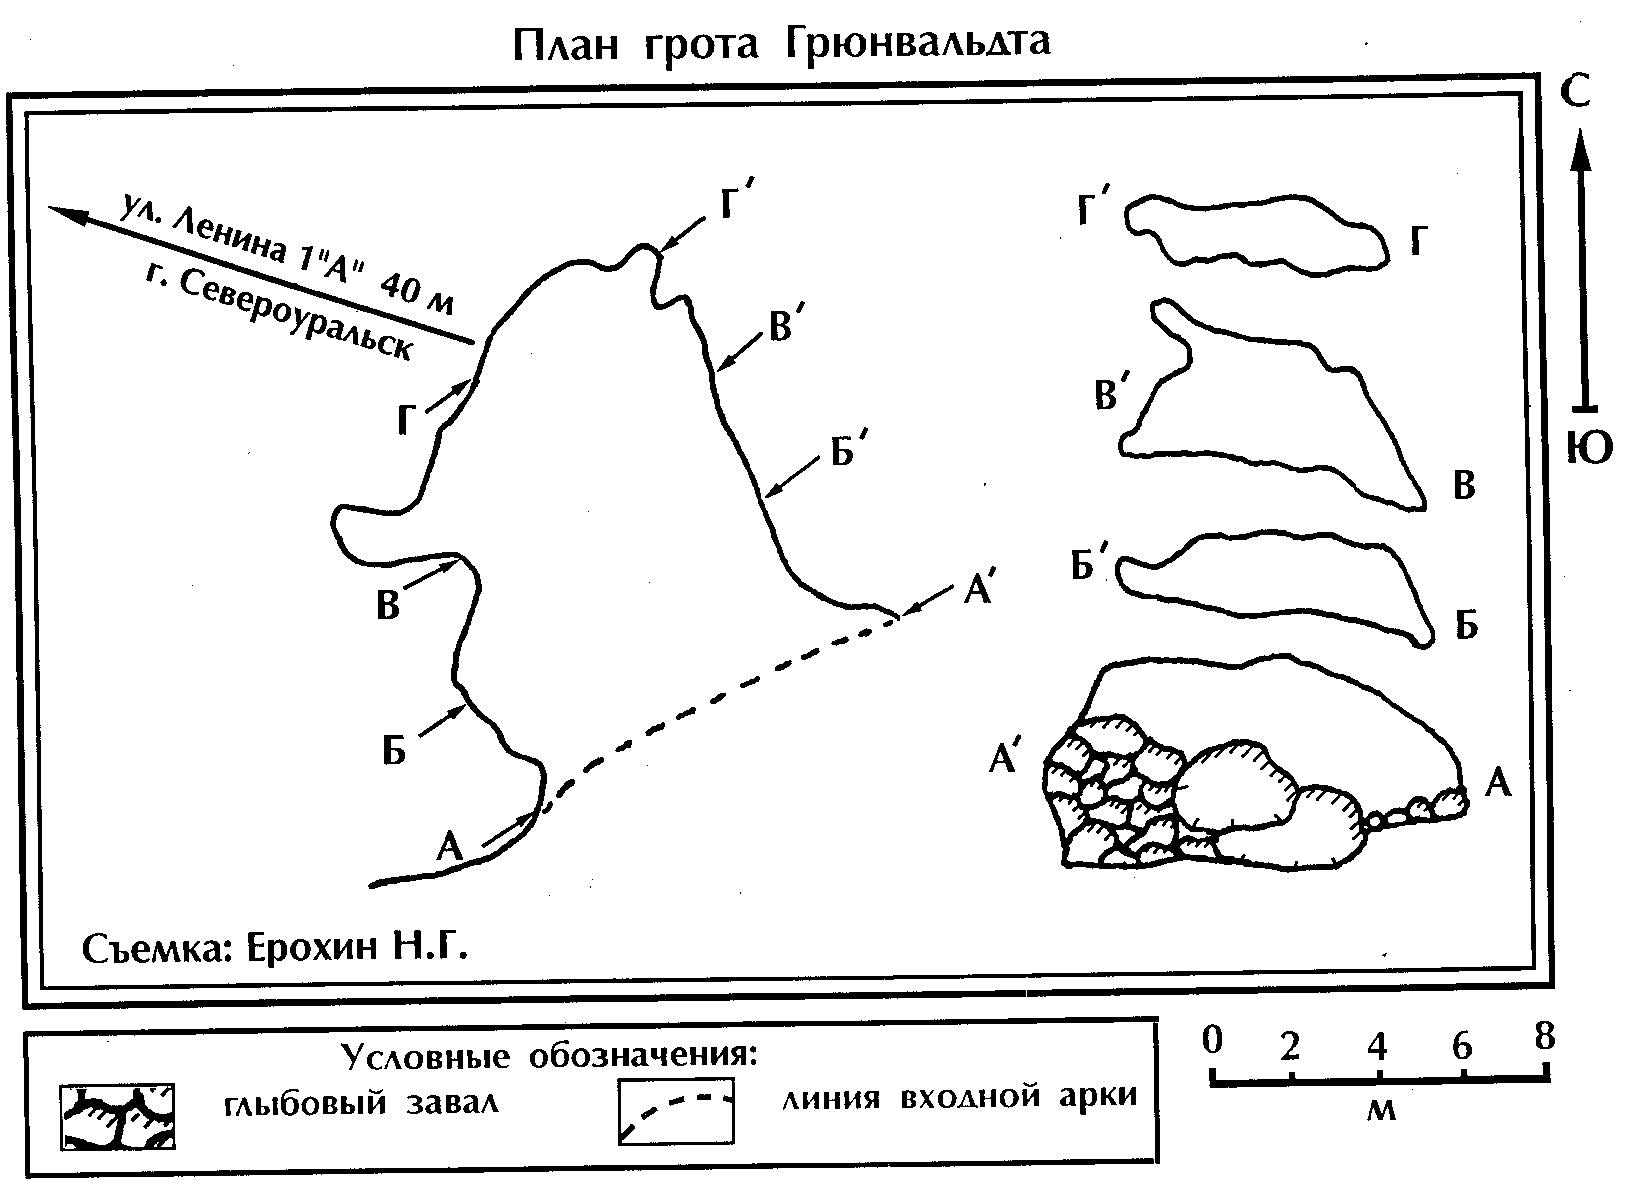 План грота Грюнвальдта
С
ул. Ленина 1"А" 40 м
г. Североуральск
Г'
Г
В'
В
Б'
Б
А'
А
Г'
Г
В'
В
Б'
Б
А'
А
Ю
Съемка: Ерохин Н.Г.
Условные обозначения:
глыбовый завал
линия входной арки
0 2 4 6 8
м